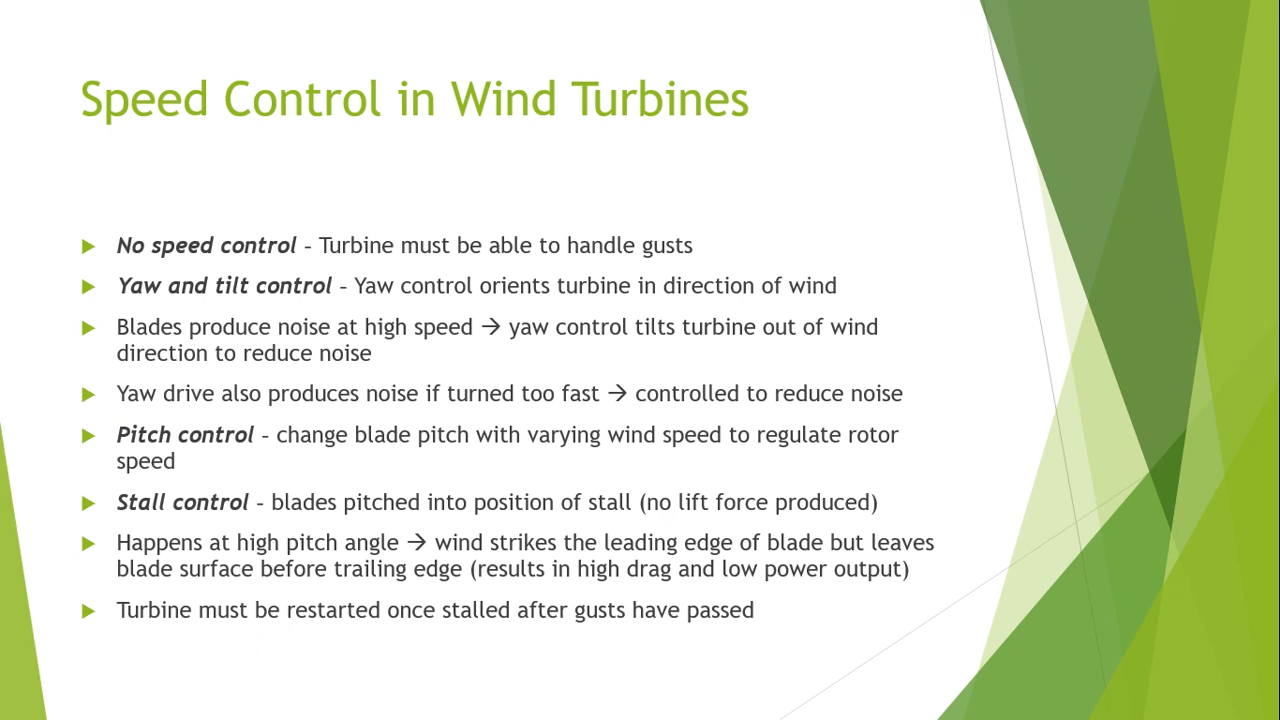 Speed Control in Wind Turbines
No speed control – Turbine must be able to handle gusts
Yaw and tilt control – Yaw control orients turbine in direction of wind
Blades produce noise at high speed → yaw control tilts turbine out of wind
direction to reduce noise
Yaw drive also produces noise if turned too fast → controlled to reduce noise
Pitch control – change blade pitch with varying wind speed to regulate rotor
speed
Stall control – blades pitched into position of stall (no lift force produced)
Happens at high pitch angle → wind strikes the leading edge of blade but leaves
blade surface before trailing edge (results in high drag and low power output)
Turbine must be restarted once stalled after gusts have passed